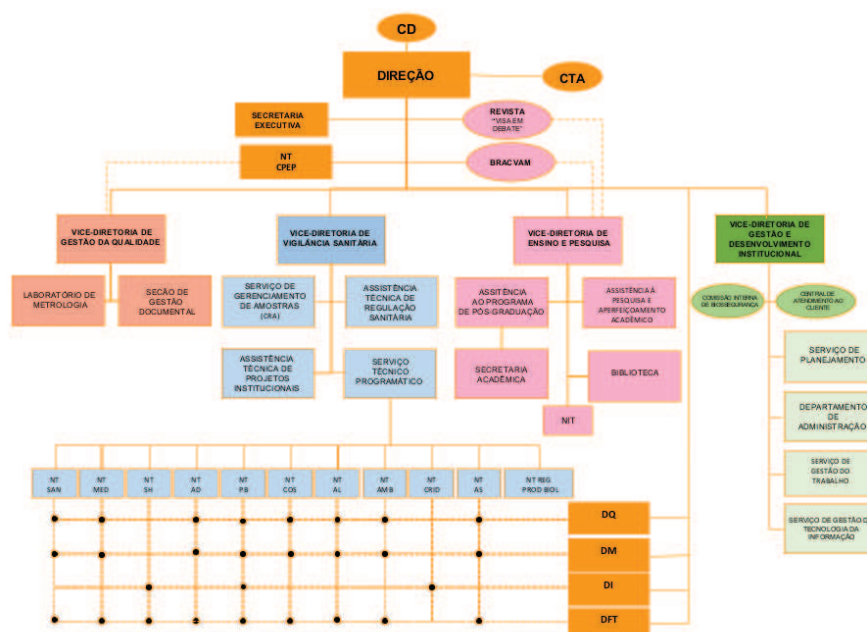 CD
DIREÇÃO
CTA
SECRETARIA
EXECUTIVA
REVISTA
"VISA EM
DEBATE"
NT
CPEP
BRACVAM
VICE-DIRETORIA DE
GESTÃO DA QUALIDADE
VICE-DIRETORIA DE
VIGILÂNCIA SANITÁRIA
VICE-DIRETORIA DE
ENSINO E PESQUISA
VICE-DIRETORIA DE
GESTÃO E
DESENVOLVIMENTO
INSTITUCIONAL
LABORATÓRIO DE
METROLOGIA
SECÃO DE
GESTÃO
DOCUMENTAL
SERVIÇO DE
GERENCIAMENTO
DE AMOSTRAS
ASSISTÊNCIA
TÉCNICA DE
REGULAÇÃO
SANITÁRIA
ASSITÊNCIA
AO PROGRAMA
DE PÓS-GRADUAÇÃO
ASSISTÊNCIA À
PESQUISA E
APERFEIÇOAMENTO
ACADÊMICO
COMISSÃO INTERNA
DE BIOSSEGURANÇA
CENTRAL DE
ATENDIMENTO AO
CLIENTE
ASSISTÊNCIA
TÉCNICA DE
PROJETOS
INSTITUCIONAIS
SERVIÇO
TÉCNICO
PROGRAMÁTICO
SECRETARIA
ACADÊMICA
BIBLIOTECA
NIT
SERVIÇO DE
PLANEJAMENTO
DEPARTAMENTO
DE
ADMINISTRAÇÃO
SERVIÇO DE
GESTÃO DO
TRABALHO
SERVIÇO DE GESTÃO DE
TECNOLOGIA DA
INFORMAÇÃO
NT
SAN
NT
MED
NT
SH
NT
AD
NT
PB
NT
COS
NT
AL
NT
AMB
NT
NT
AS
NT REG
PROD BIOL
DQ
DM
DI
DFT